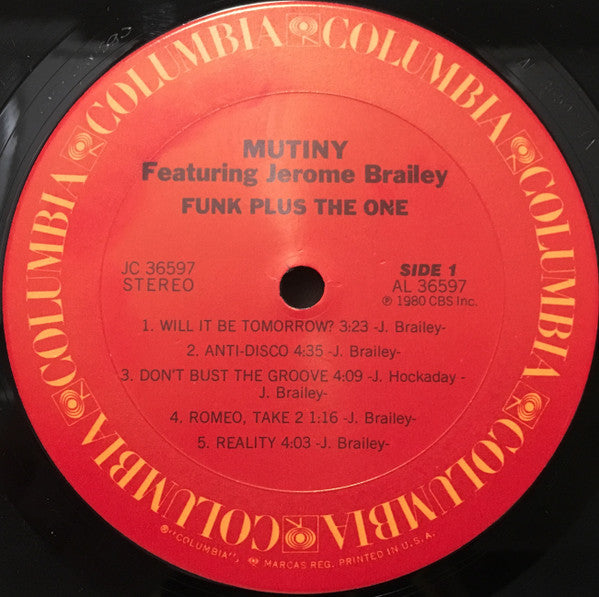 COLUMBIA COLUMBIA COLUMBIA COLUMBIA COLUMBIA COLUMBIA
MUTINY
Featuring Jerome Brailey
FUNK PLUS THE ONE
JC 36597
STEREO
SIDE 1
AL 36597
℗ 1980 CBS Inc.
1. WILL IT BE TOMORROW? 3:23 -J. Brailey-
2. ANTI-DISCO 4:35 -J. Brailey-
3. DON'T BUST THE GROOVE 4:09 -J. Hockaday -
J. Brailey-
4. ROMEO, TAKE 2 1:16 -J. Brailey-
5. REALITY 4:03 -J. Brailey-
®"COLUMBIA", MARCAS REG. PRINTED IN U.S.A.